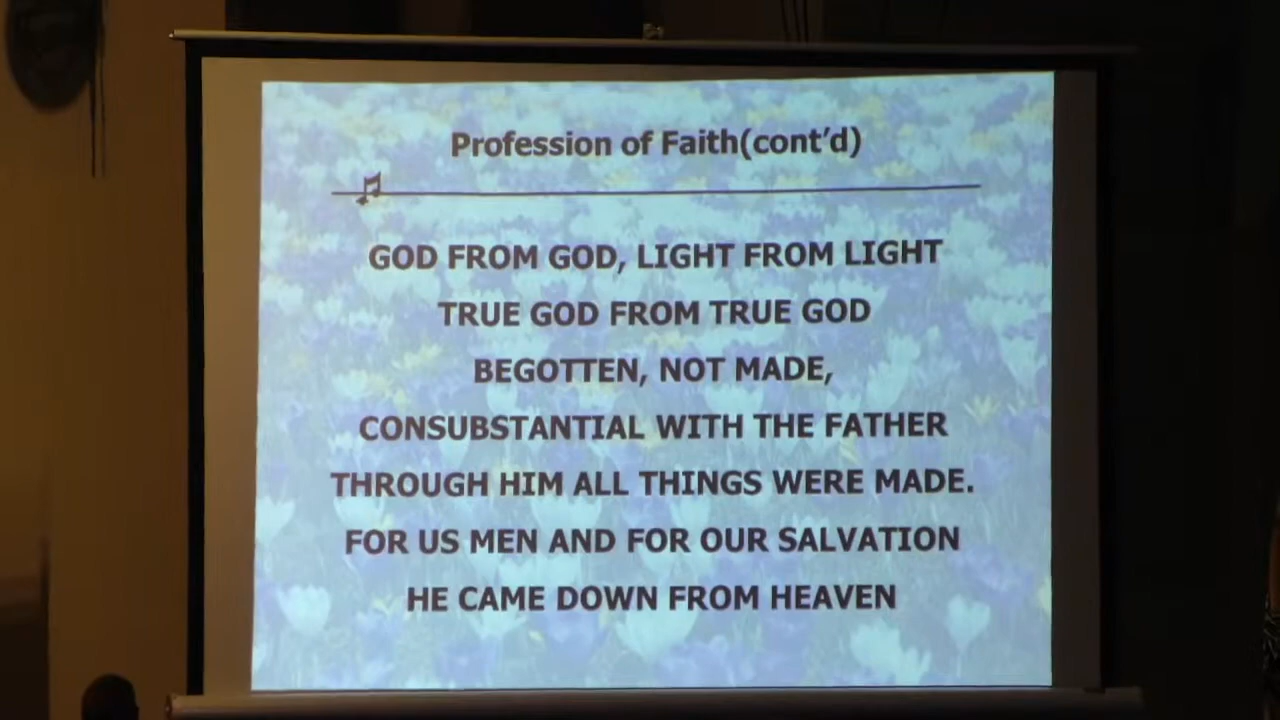 Profession of Faith(cont'd)
GOD FROM GOD, LIGHT FROM LIGHT
TRUE GOD FROM TRUE GOD
BEGOTTEN, NOT MADE,
CONSUBSTANTIAL WITH THE FATHER
THROUGH HIM ALL THINGS WERE MADE.
FOR US MEN AND FOR OUR SALVATION
HE CAME DOWN FROM HEAVEN